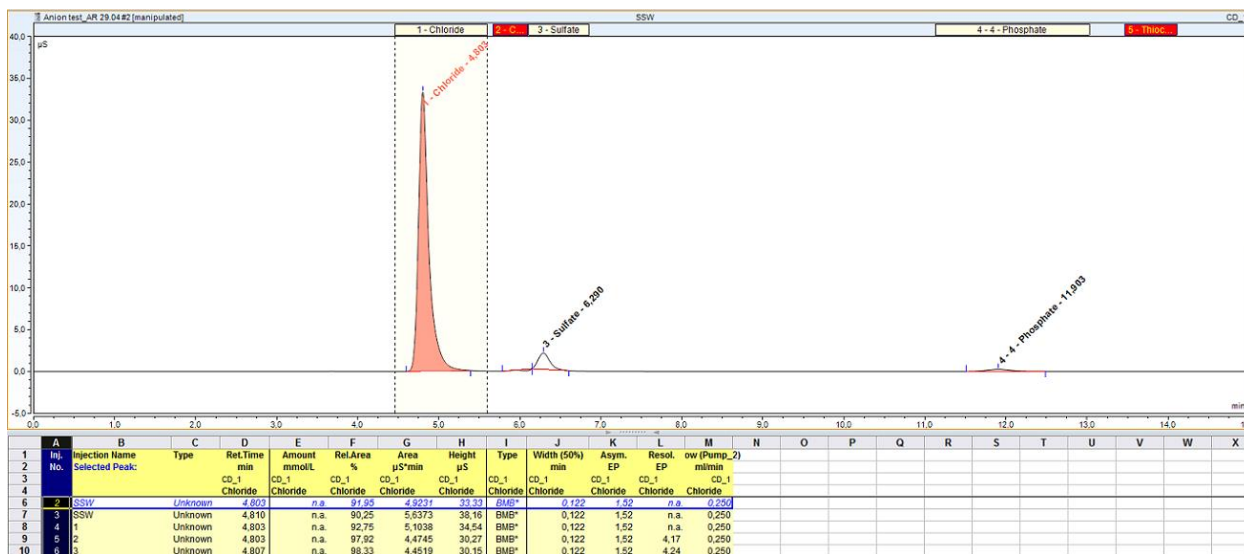 Anion test_AR 29.04 #2 [manipulated] SSW CD_1
1 - Chloride 2 - C... 3 - Sulfate 4 - 4 - Phosphate 5 - Thioc...
40,0
µS
35,0
30,0
25,0
20,0
15,0
10,0
5,0
0,0
-5,0
1 - Chloride - 4,803
3 - Sulfate - 6,290
4 - 4 - Phosphate - 11,903
min
0,0 1,0 2,0 3,0 4,0 5,0 6,0 7,0 8,0 9,0 10,0 11,0 12,0 13,0 14,0
A B C D E F G H I J K L M N O P Q R S T U V W X
1 Inj. Injection Name Type Ret.Time Amount Rel.Area Area Height Type Width (50%) Asym. Resol. ow (Pump_2)
2 No. Selected Peak: min mmol/L % µS*min µS min EP EP ml/min
3 CD_1 CD_1 CD_1 CD_1 CD_1 CD_1 CD_1 CD_1 CD_1 CD_1
4 Chloride Chloride Chloride Chloride Chloride Chloride Chloride Chloride Chloride Chloride
6 2 SSW Unknown 4,803 n.a. 91,95 4,9231 33,33 BMB* 0,122 1,52 n.a. 0,250
7 3 SSW Unknown 4,810 n.a. 90,25 5,6373 38,16 BMB* 0,122 1,52 n.a. 0,250
8 4 1 Unknown 4,803 n.a. 92,75 5,1038 34,54 BMB* 0,122 1,52 n.a. 0,250
9 5 2 Unknown 4,803 n.a. 97,92 4,4745 30,27 BMB* 0,122 1,52 4,17 0,250
10 6 3 Unknown 4,807 n.a. 98,33 4,4519 30,15 BMB* 0,122 1,52 4,24 0,250